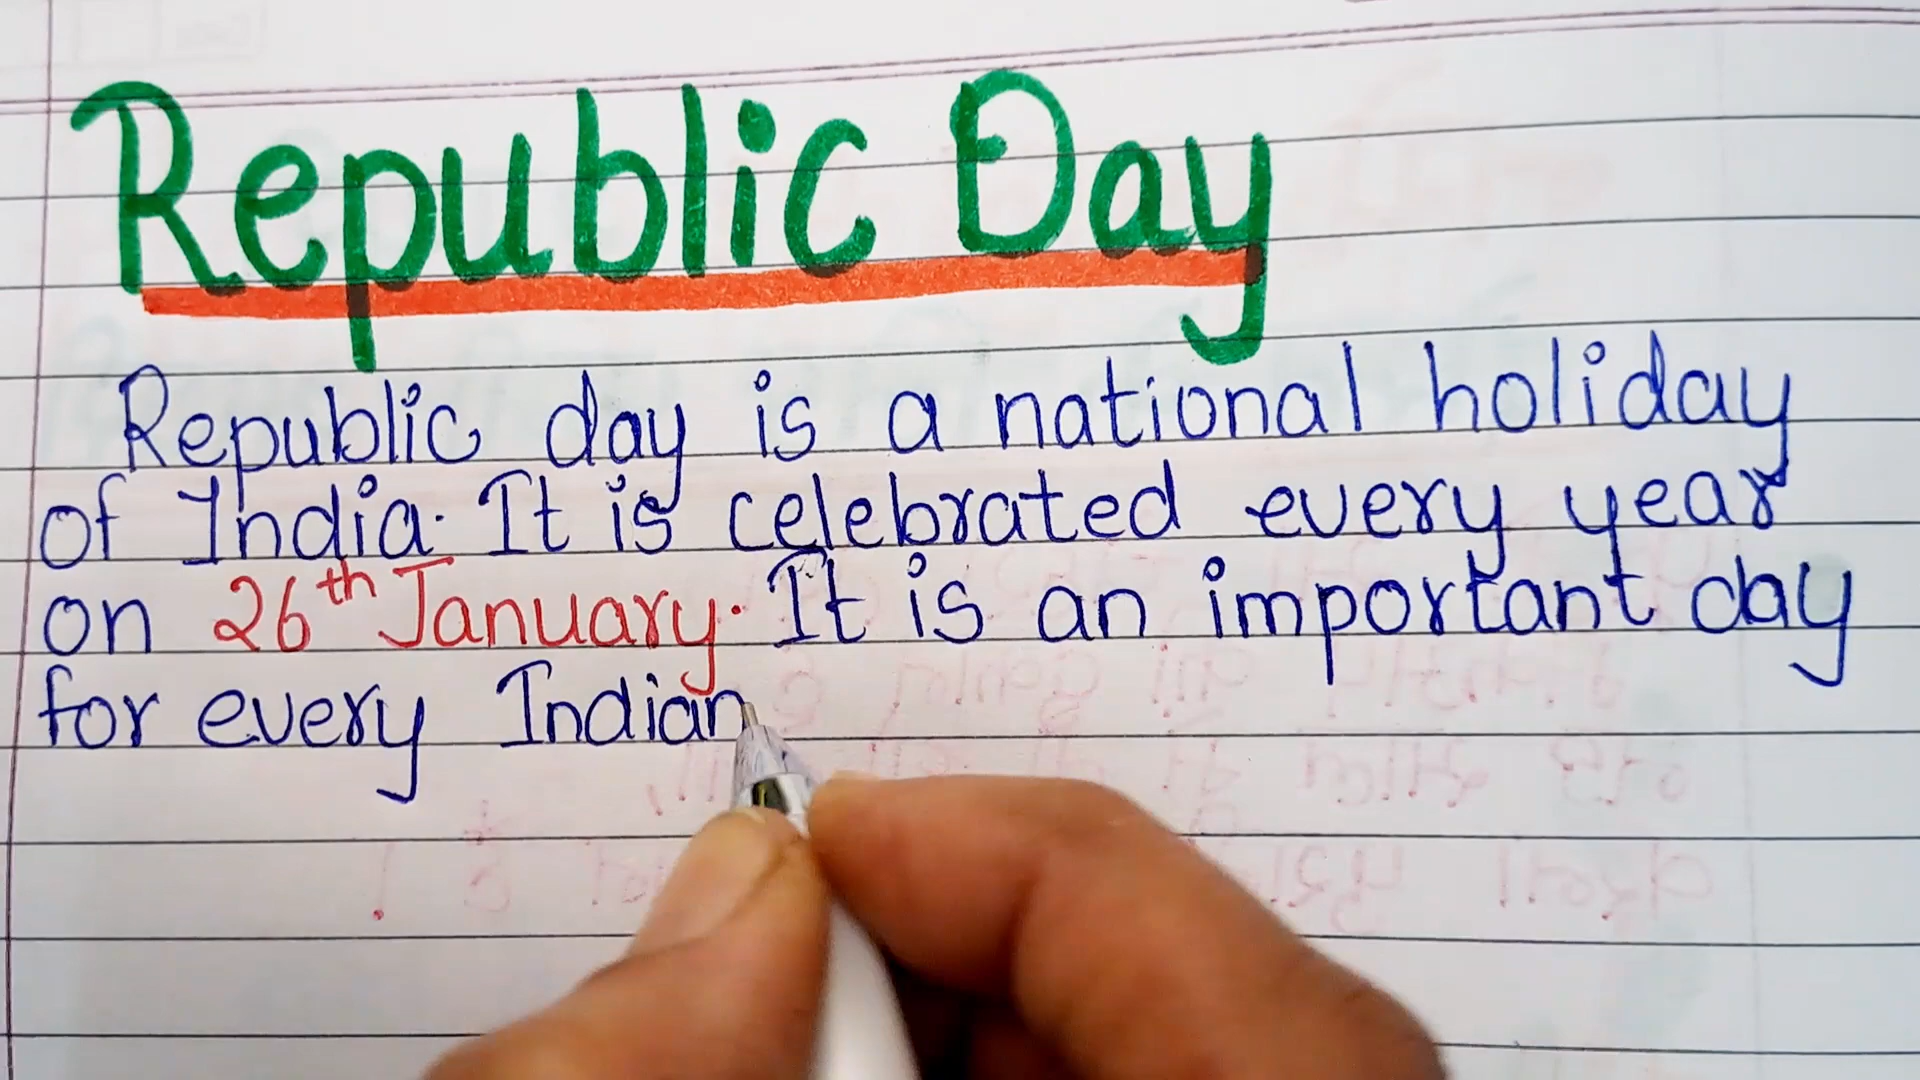 Republic Day
Republic day is a national holiday
of India. It is celebrated every year
on 26th January. It is an important day
for every Indian